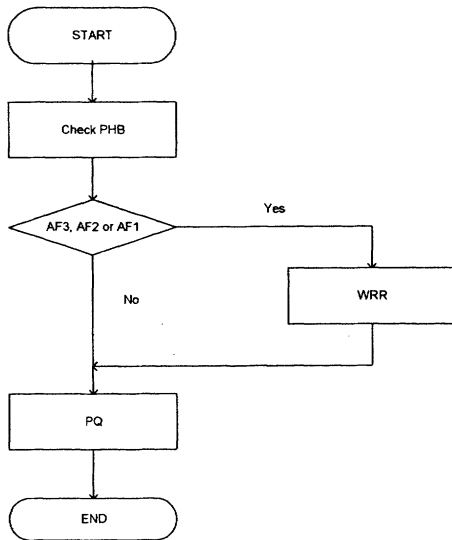 START
Check PHB
AF3, AF2 or AF1
Yes
No
WRR
PQ
END